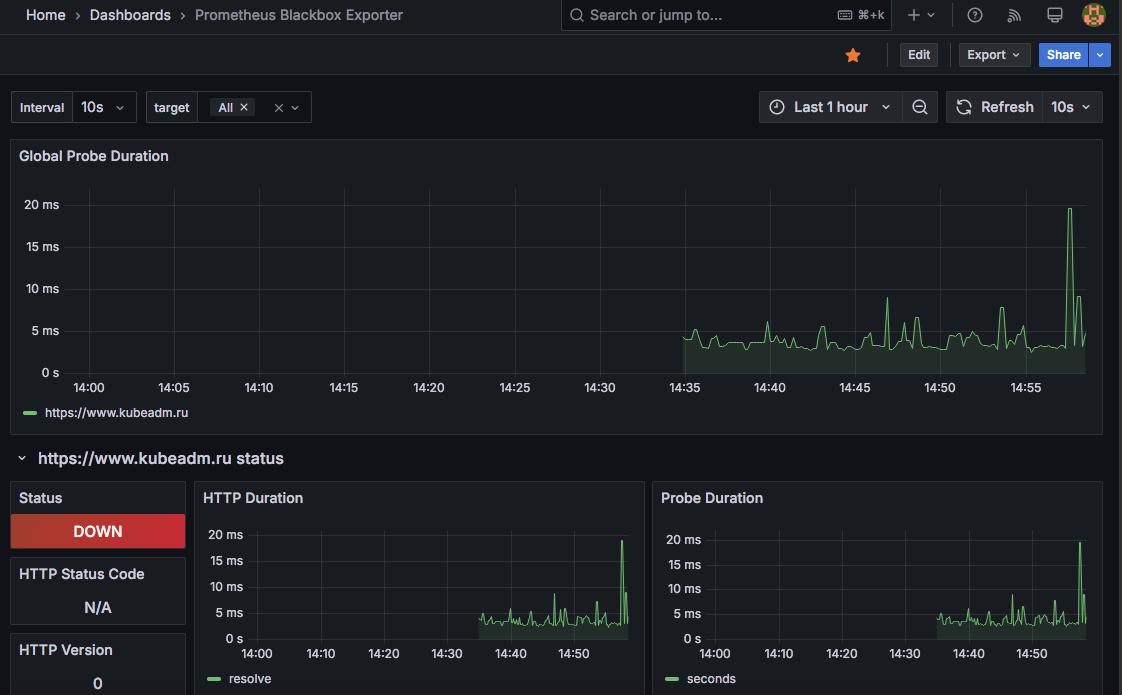 Home > Dashboards > Prometheus Blackbox Exporter
Search or jump to... ⌘+k
Edit Export Share
Interval 10s target All Last 1 hour Refresh 10s
Global Probe Duration
20 ms
15 ms
10 ms
5 ms
0 s
14:00 14:05 14:10 14:15 14:20 14:25 14:30 14:35 14:40 14:45 14:50 14:55
https://www.kubeadm.ru
https://www.kubeadm.ru status
Status
DOWN
HTTP Status Code
N/A
HTTP Version
0
HTTP Duration
20 ms
15 ms
10 ms
5 ms
0 s
14:00 14:10 14:20 14:30 14:40 14:50
resolve
Probe Duration
20 ms
15 ms
10 ms
5 ms
0 s
14:00 14:10 14:20 14:30 14:40 14:50
seconds